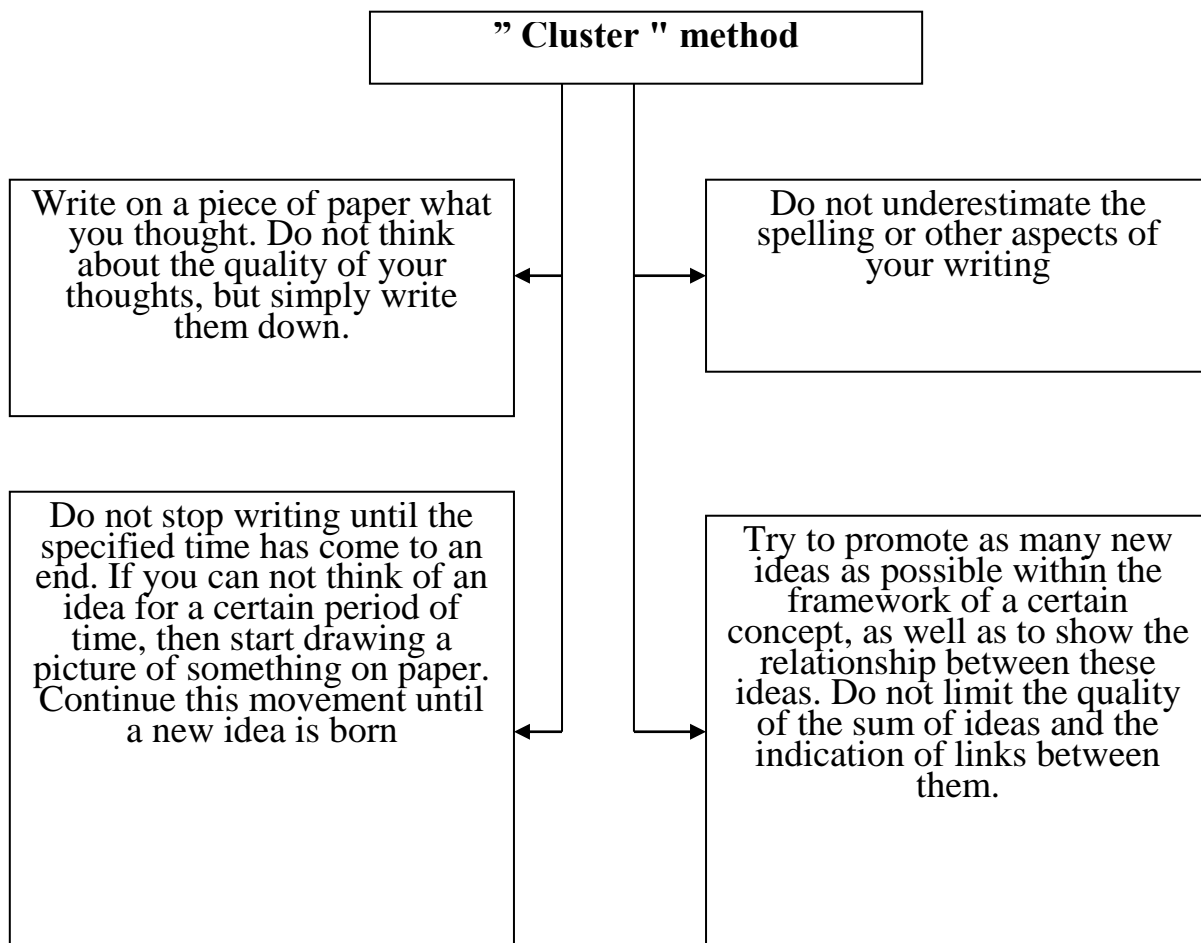 ” Cluster " method
Write on a piece of paper what
you thought. Do not think
about the quality of your
thoughts, but simply write
them down.
Do not underestimate the
spelling or other aspects of
your writing
Do not stop writing until the
specified time has come to an
end. If you can not think of an
idea for a certain period of
time, then start drawing a
picture of something on paper.
Continue this movement until
a new idea is born
Try to promote as many new
ideas as possible within the
framework of a certain
concept, as well as to show the
relationship between these
ideas. Do not limit the quality
of the sum of ideas and the
indication of links between
them.